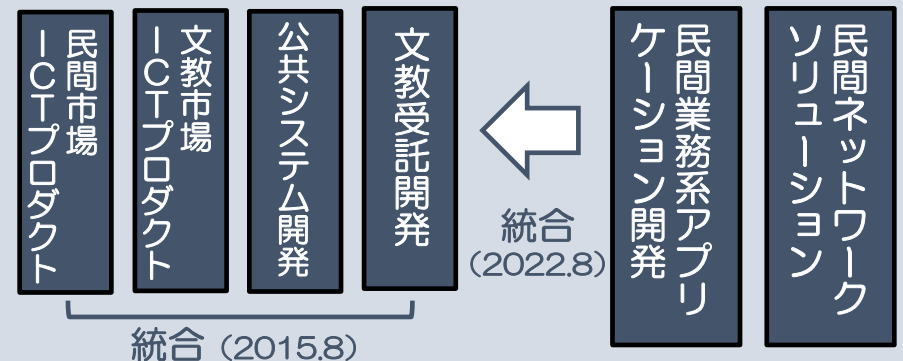 民間市場
ICTプロダクト
文教市場
ICTプロダクト
公共システム開発
文教受託開発
統合
(2022.8)
民間業務系アプリ
ケーション開発
民間ネットワーク
ソリューション
統合 (2015.8)